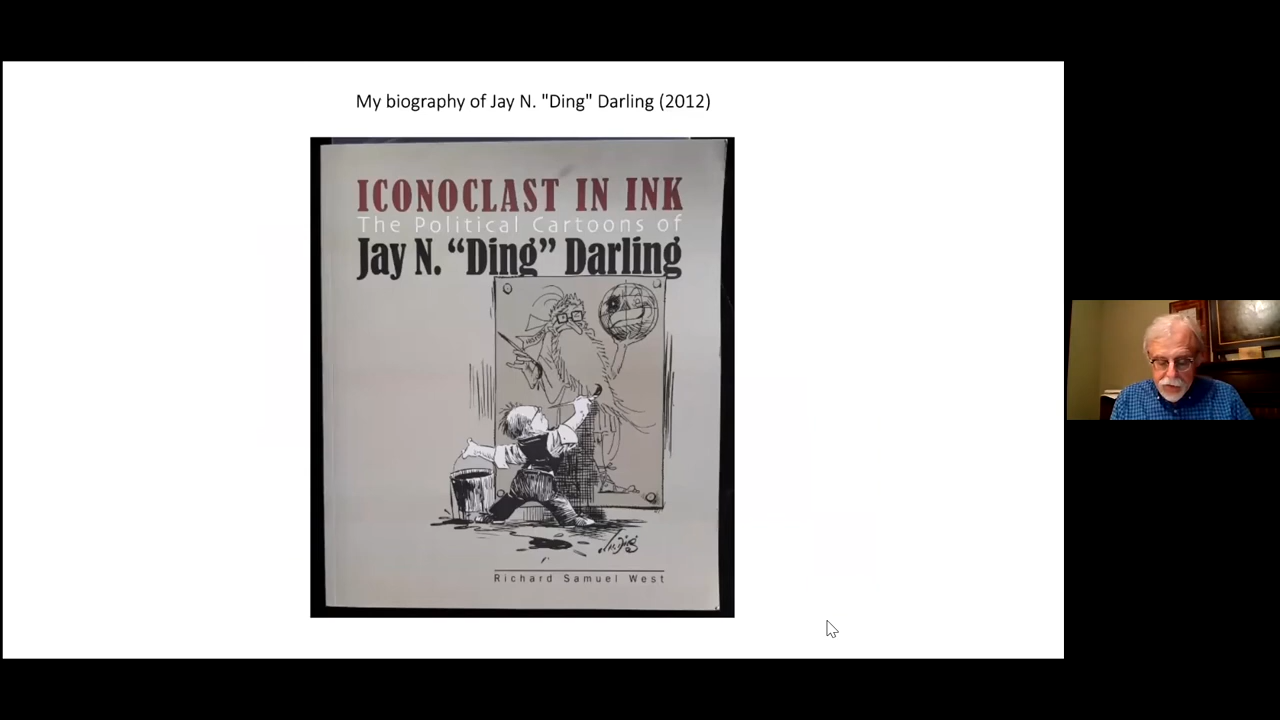 My biography of Jay N. "Ding" Darling (2012)
ICONOCLAST IN INK
The Political Cartoons of
Jay N. “Ding” Darling
Richard Samuel West